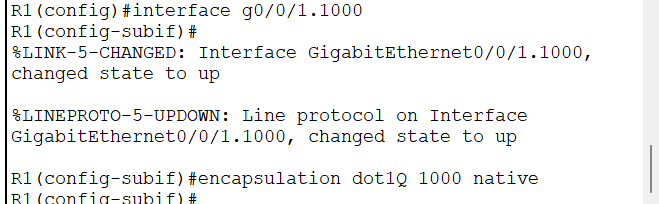 R1(config)#interface g0/0/1.1000
R1(config-subif)#
%LINK-5-CHANGED: Interface GigabitEthernet0/0/1.1000,
changed state to up
%LINEPROTO-5-UPDOWN: Line protocol on Interface
GigabitEthernet0/0/1.1000, changed state to up
R1(config-subif)#encapsulation dot1Q 1000 native
R1(config-subif)#